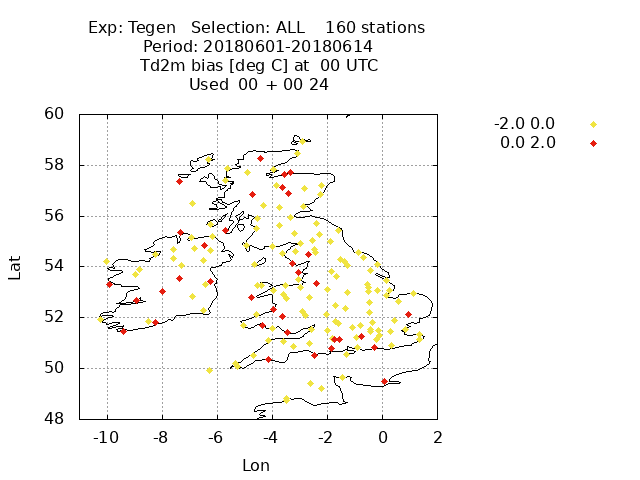 Exp: Tegen Selection: ALL 160 stations
Period: 20180601-20180614
Td2m bias [deg C] at 00 UTC
Used 00 + 00 24
-2.0 0.0
0.0 2.0
60
58
56
54
52
50
48
Lat
-10 -8 -6 -4 -2 0 2
Lon